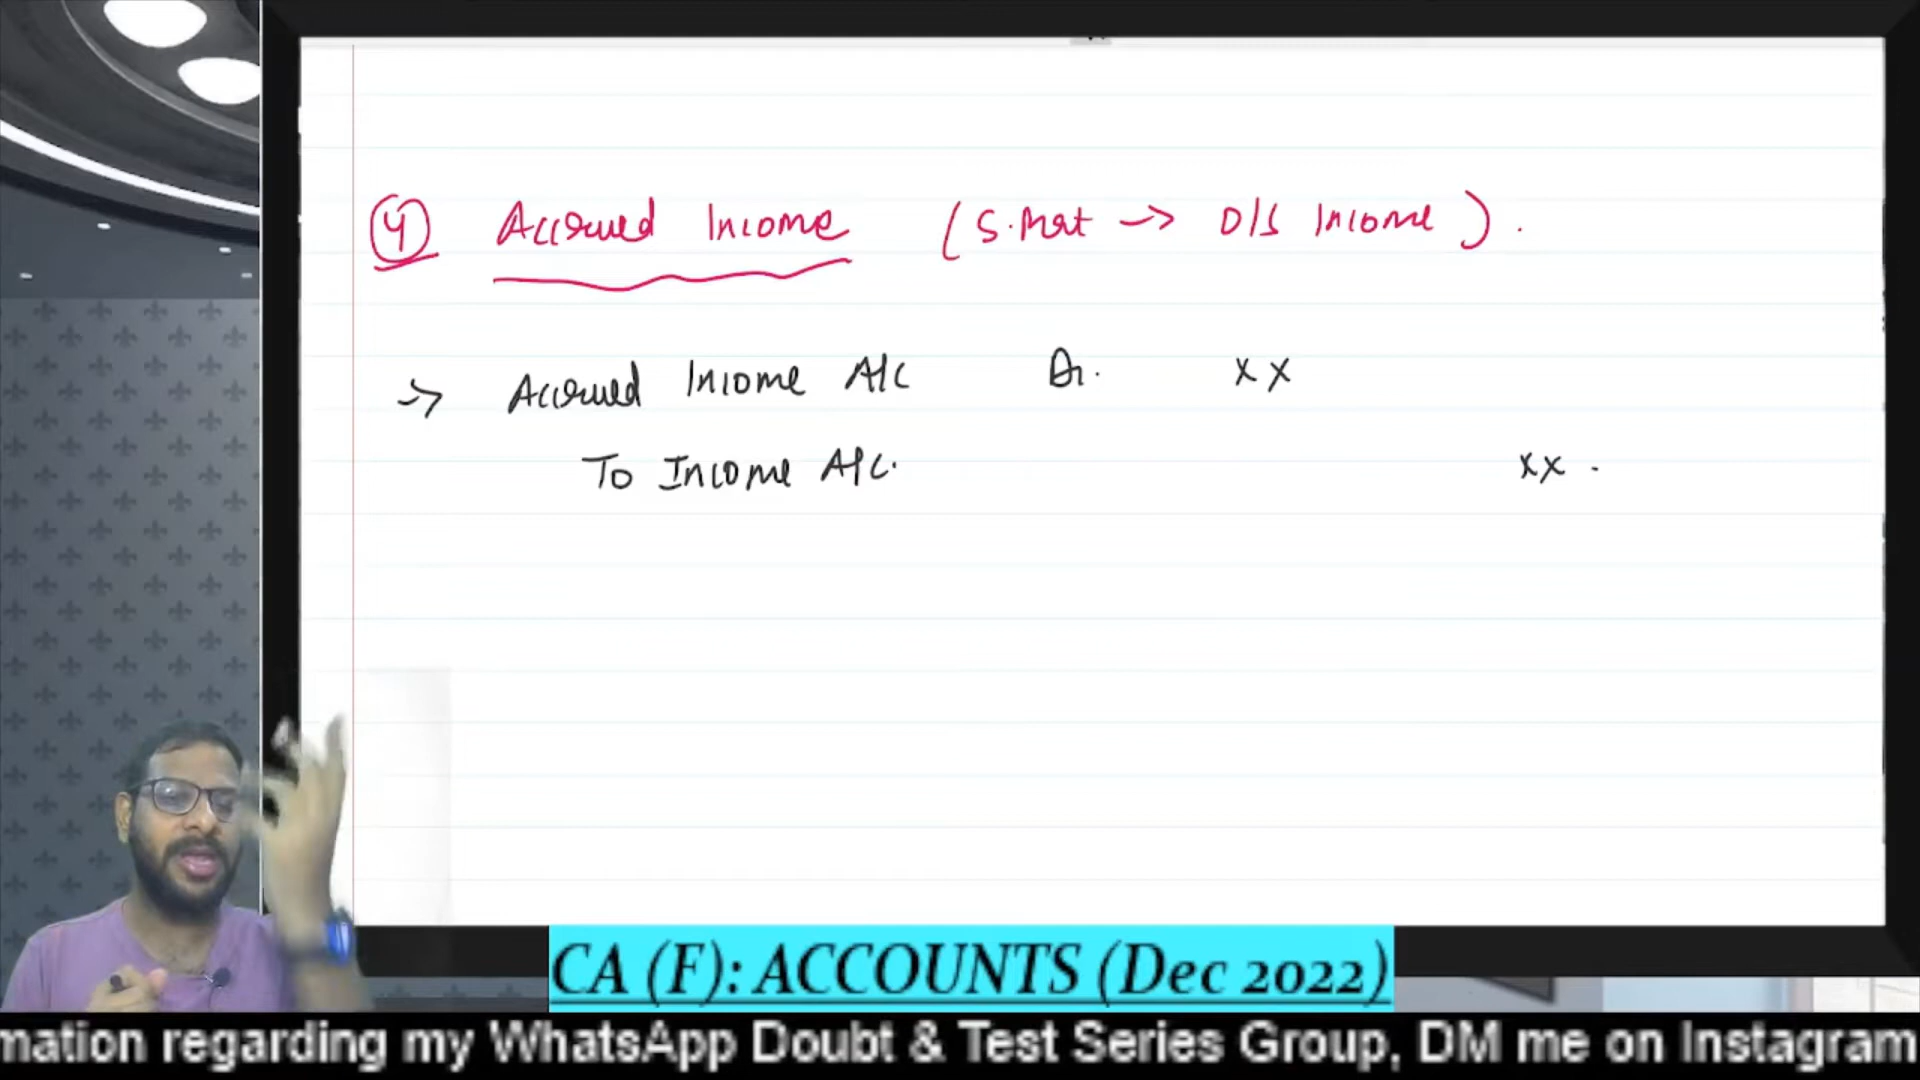 ④ Accrued Income ( → O/S Income ) .
→ Accrued Income A/c Dr. xx
To Income A/c. xx .
CA (F): ACCOUNTS (Dec 2022)
mation regarding my WhatsApp Doubt & Test Series Group, DM me on Instagram